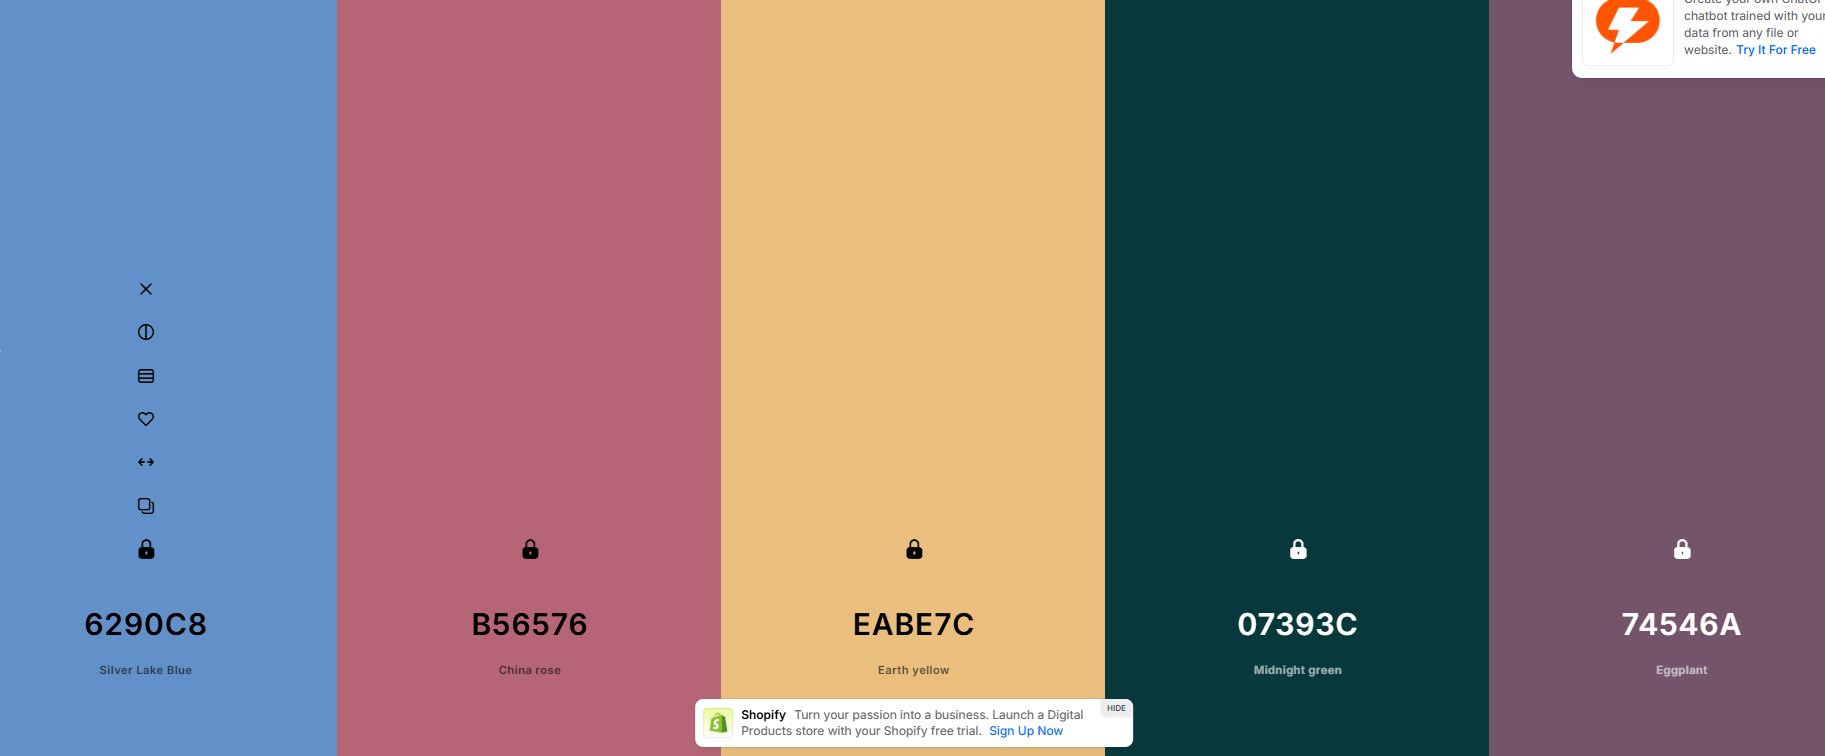 chatbot trained with your
data from any file or
website. Try It For Free
6290C8
Silver Lake Blue
B56576
China rose
EABE7C
Earth yellow
07393C
Midnight green
74546A
Eggplant
Shopify Turn your passion into a business. Launch a Digital
Products store with your Shopify free trial. Sign Up Now
HIDE